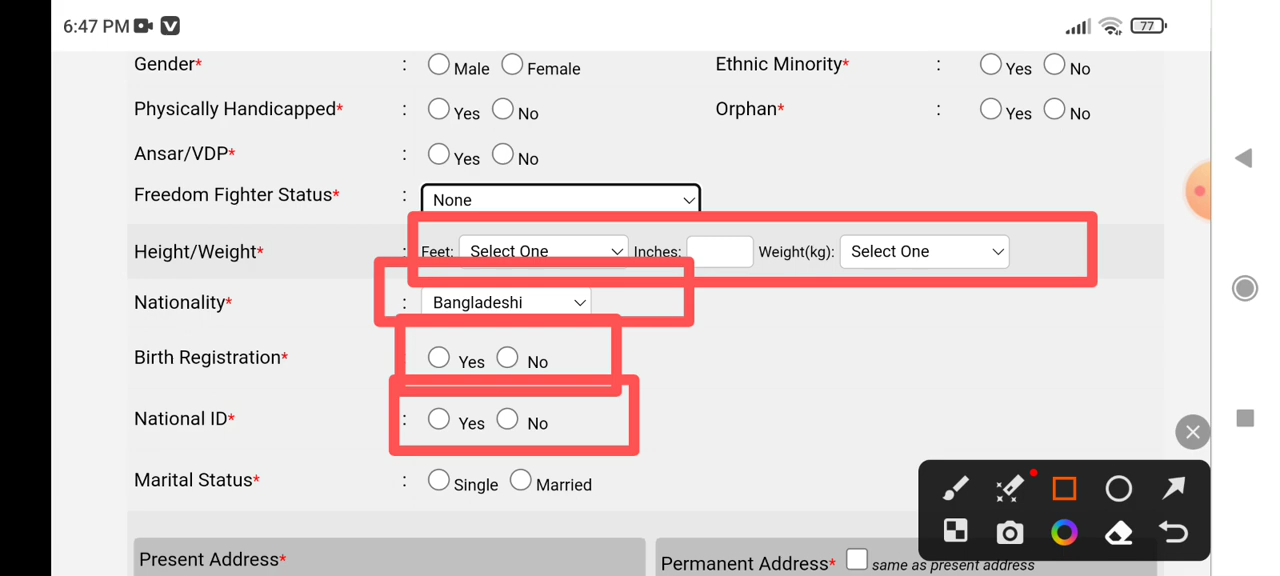 6:47 PM 77
Gender* : Male Female Ethnic Minority* : Yes No
Physically Handicapped* : Yes No Orphan* : Yes No
Ansar/VDP* : Yes No
Freedom Fighter Status* : None
Height/Weight* : Feet: Select One Inches: Weight(kg): Select One
Nationality* : Bangladeshi
Birth Registration* : Yes No
National ID* : Yes No
Marital Status* : Single Married
Present Address* Permanent Address* same as present address